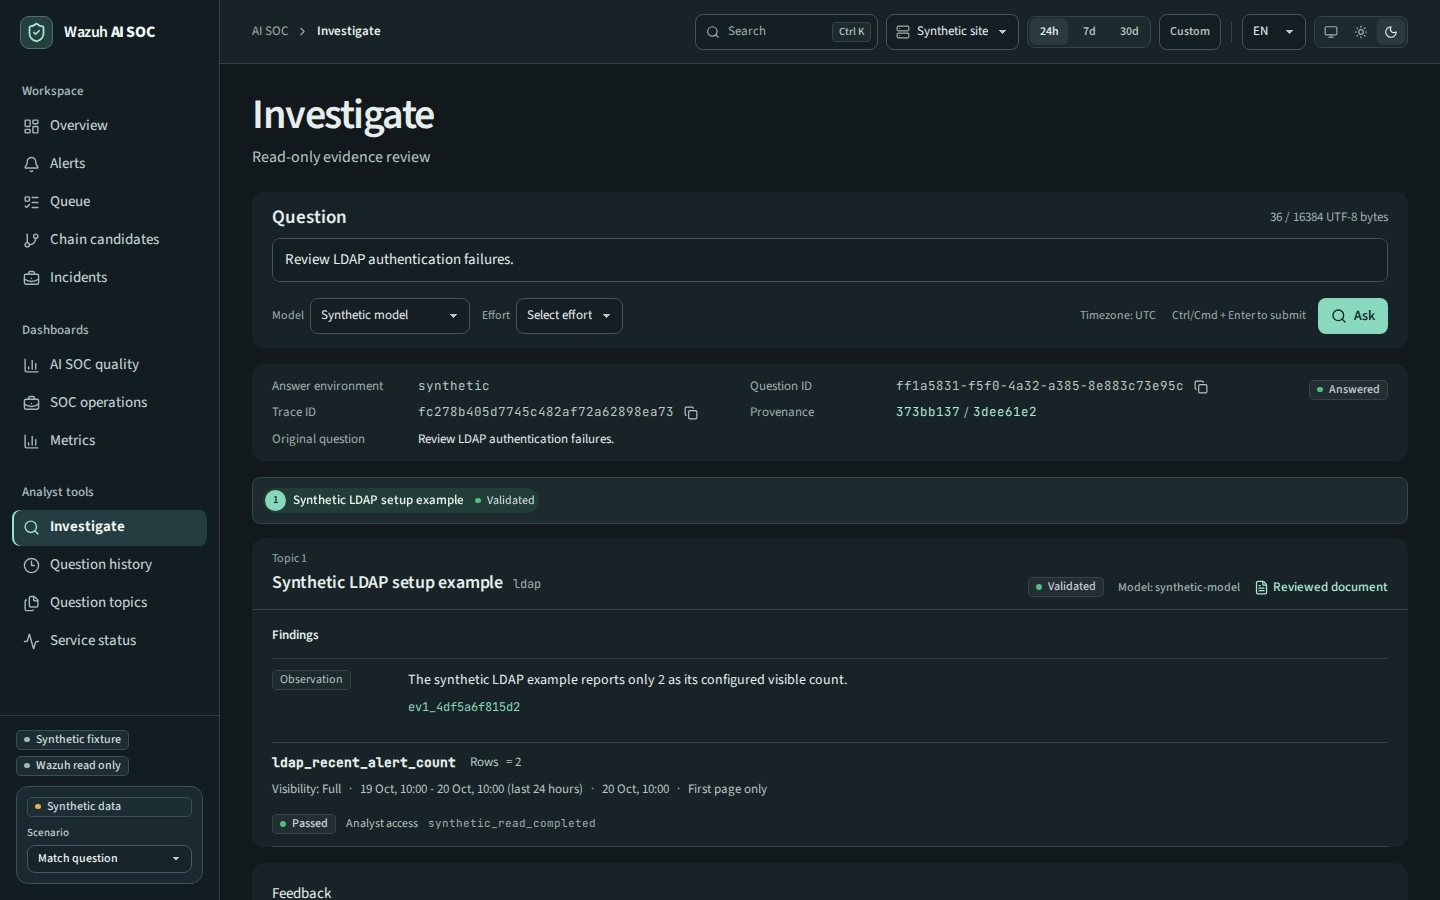 Wazuh AI SOC
Workspace
Overview
Alerts
Queue
Chain candidates
Incidents
Dashboards
AI SOC quality
SOC operations
Metrics
Analyst tools
Investigate
Question history
Question topics
Service status
Synthetic fixture
Wazuh read only
Synthetic data
Scenario
Match question
AI SOC > Investigate
Search Ctrl K
Synthetic site
24h 7d 30d
Custom
EN
Investigate
Read-only evidence review
Question 36 / 16384 UTF-8 bytes
Review LDAP authentication failures.
Model Synthetic model Effort Select effort Timezone: UTC Ctrl/Cmd + Enter to submit Ask
Answer environment synthetic Question ID ff1a5831-f5f0-4a32-a385-8e883c73e95c Answered
Trace ID fc278b405d7745c482af72a62898ea73 Provenance 373bb137 / 3dee61e2
Original question Review LDAP authentication failures.
1 Synthetic LDAP setup example Validated
Topic 1
Synthetic LDAP setup example ldap Validated Model: synthetic-model Reviewed document
Findings
Observation The synthetic LDAP example reports only 2 as its configured visible count.
ev1_4df5a6f815d2
ldap_recent_alert_count Rows = 2
Visibility: Full · 19 Oct, 10:00 - 20 Oct, 10:00 (last 24 hours) · 20 Oct, 10:00 · First page only
Passed Analyst access synthetic_read_completed
Feedback